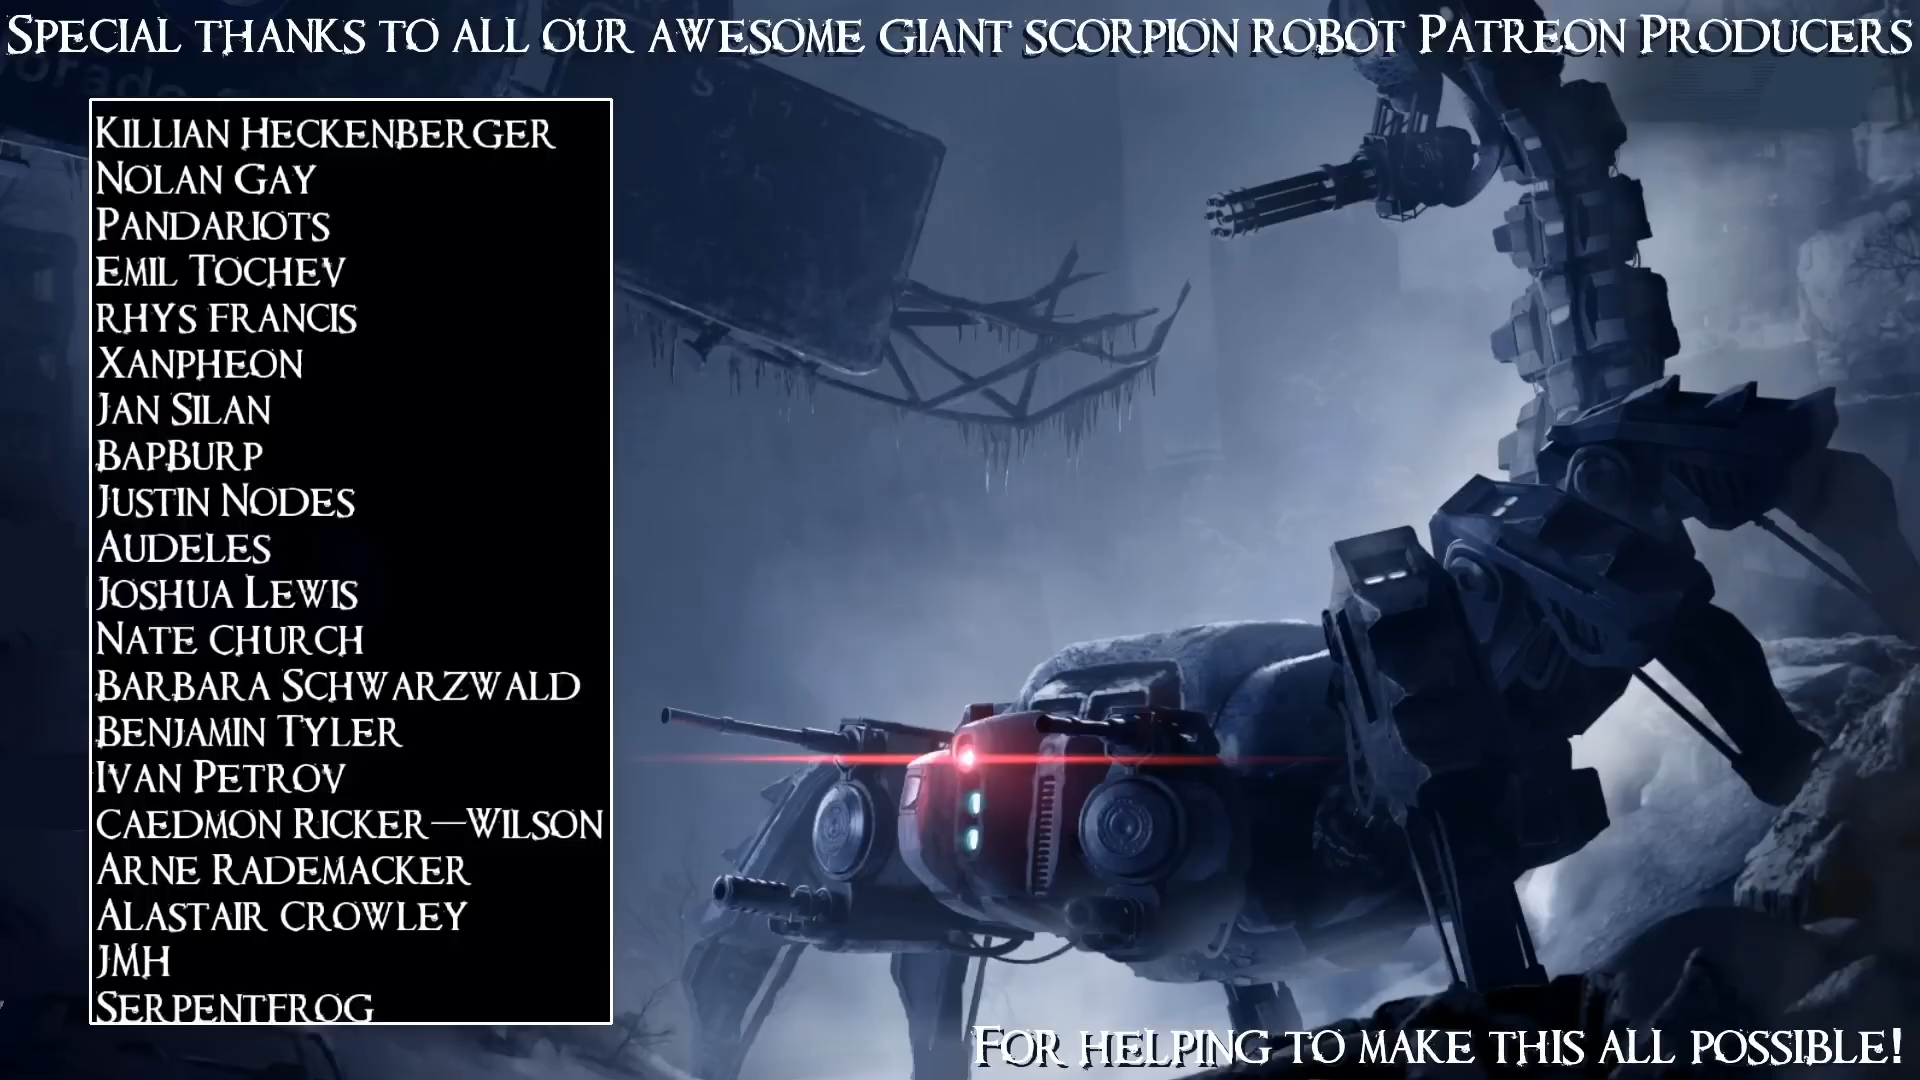 Special thanks to all our awesome giant scorpion robot Patreon Producers
Killian Heckenberger
Nolan Gay
Pandariots
Emil Tochev
rhys francis
Xanpheon
Jan Silan
BapBurp
Justin Nodes
Audeles
Joshua Lewis
Nate church
Barbara Schwarzwald
Benjamin Tyler
Ivan Petrov
caedmon Ricker—Wilson
Arne Rademacker
Alastair crowley
JMH
Serpentfrog
For helping to make this all possible!